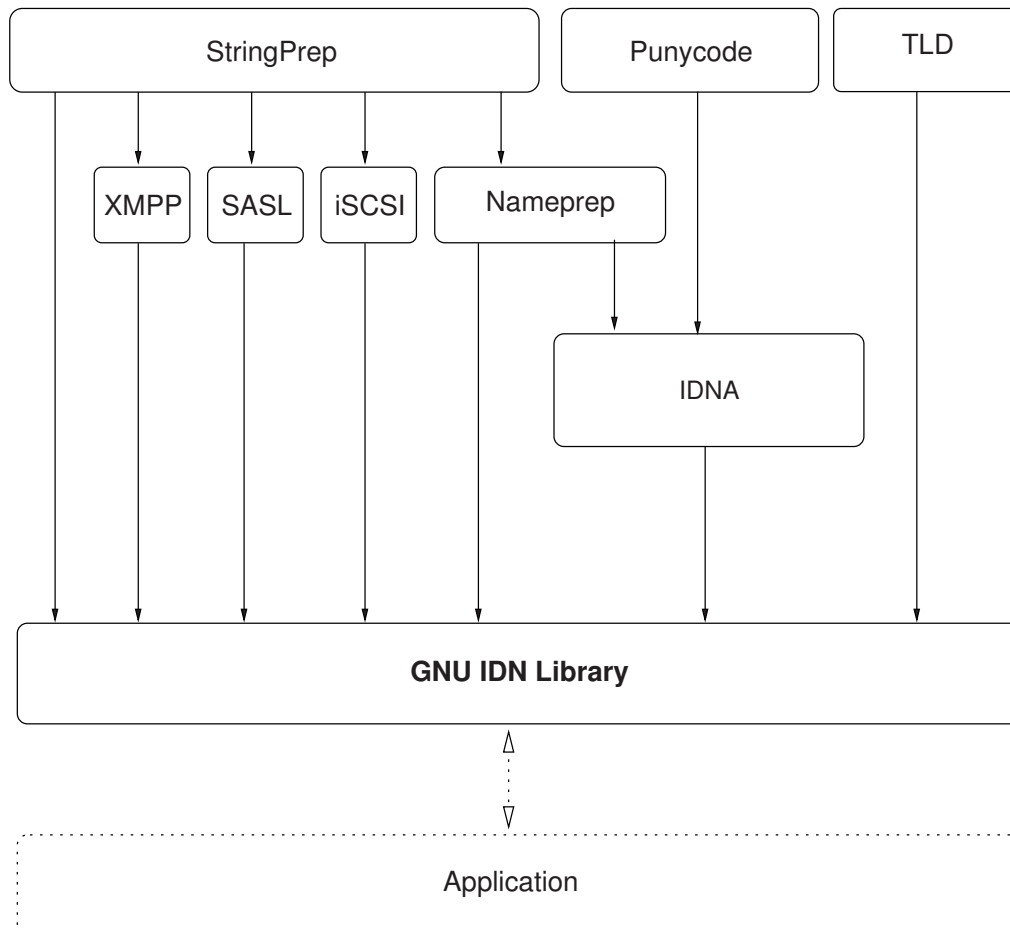 StringPrep
Punycode
TLD
XMPP
SASL
iSCSI
Nameprep
IDNA
GNU IDN Library
Application